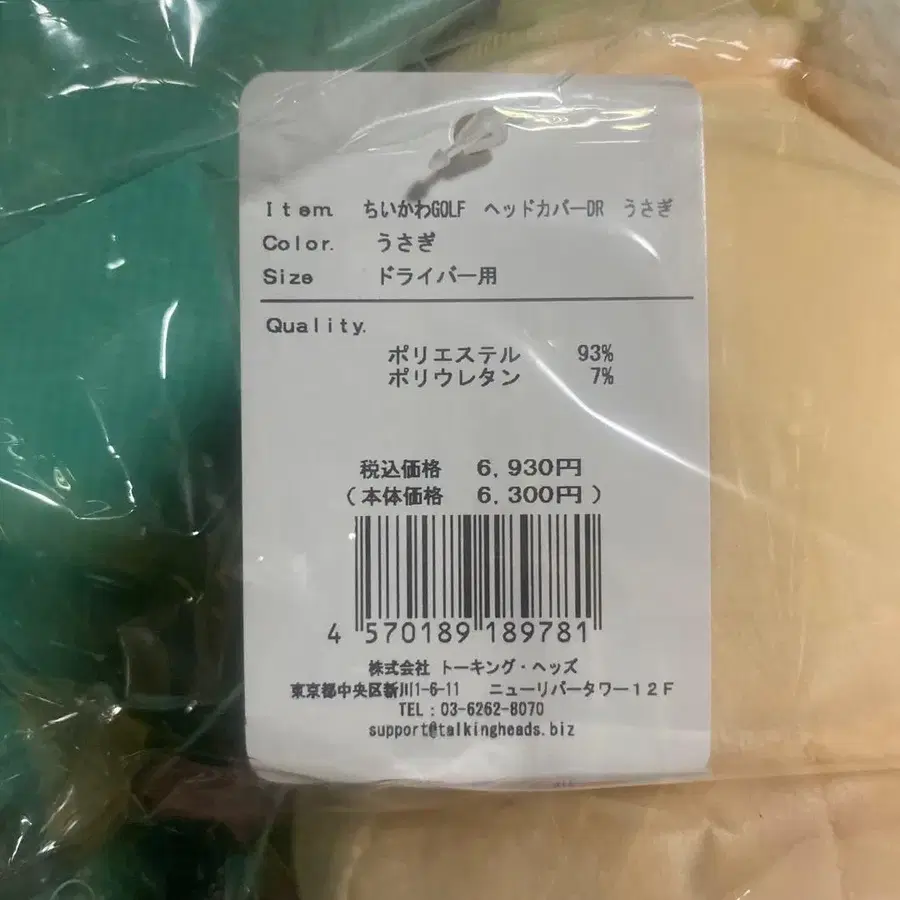 Item ちいかわGOLF ヘッドカバーDR うさぎ
Color. うさぎ
Size ドライバー用
Quality.
ポリエステル 93%
ポリウレタン 7%
税込価格 6,930円
(本体価格 6,300円)
4 570189 189781
株式会社 トーキング・ヘッズ
東京都中央区新川1-6-11 ニューリバータワー12F
TEL:03-6262-8070
support@talkingheads.biz